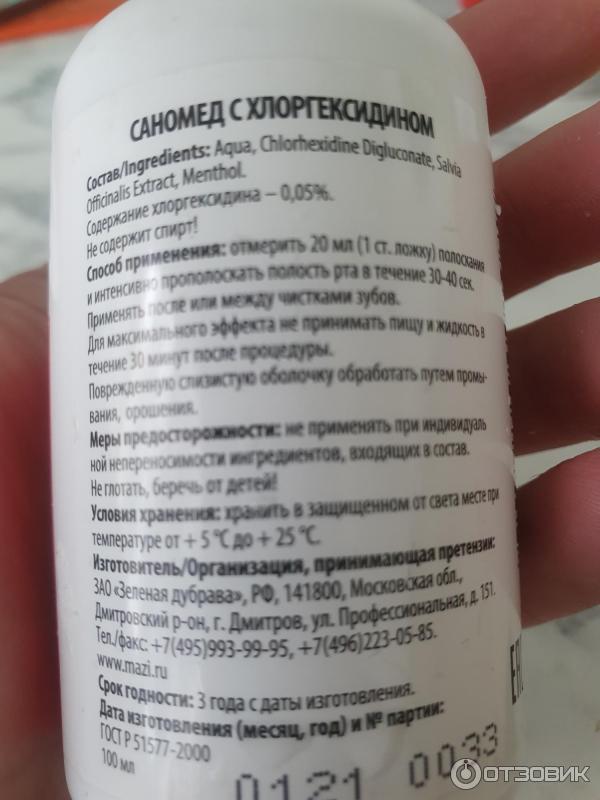 САНОМЕД С ХЛОРГЕКСИДИНОМ
Состав/Ingredients: Aqua, Chlorhexidine Digluconate, Salvia
Officinalis Extract, Menthol.
Содержание хлоргексидина – 0,05%.
Не содержит спирт!
Способ применения: отмерить 20 мл (1 ст. ложку) полоскания
и интенсивно прополоскать полость рта в течение 30-40 сек.
Применять после или между чистками зубов.
Для максимального эффекта не принимать пищу и жидкость в
течение 30 минут после процедуры.
Поврежденную слизистую оболочку обработать путем промы-
вания, орошения.
Меры предосторожности: не применять при индивидуаль
ной непереносимости ингредиентов, входящих в состав.
Не глотать, беречь от детей!
Условия хранения: хранить в защищенном от света месте при
температуре от + 5 °C до + 25 °C.
Изготовитель/Организация, принимающая претензии:
ЗАО «Зеленая дубрава», РФ, 141800, Московская обл.,
Дмитровский р-он, г. Дмитров, ул. Профессиональная, д. 151.
Тел./факс: +7(495)993-99-95, +7(496)223-05-85.
www.mazi.ru
Срок годности: 3 года с даты изготовления.
Дата изготовления (месяц, год) и № партии:
ГОСТ Р 51577-2000
100 мл
0121 0033
ЕАС
ОТЗОВИК